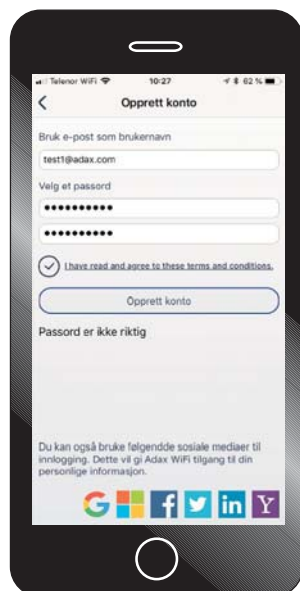 Telenor WiFi 10:27 62 %
Opprett konto
Bruk e-post som brukernavn
test1@adax.com
Velg et passord
••••••••••
••••••••••
I have read and agree to these terms and conditions.
Opprett konto
Passord er ikke riktig
Du kan også bruke følgendde sosiale mediaer til
innlogging. Dette vil gi Adax WiFi tilgang til din
personlige informasjon.
G f in Y